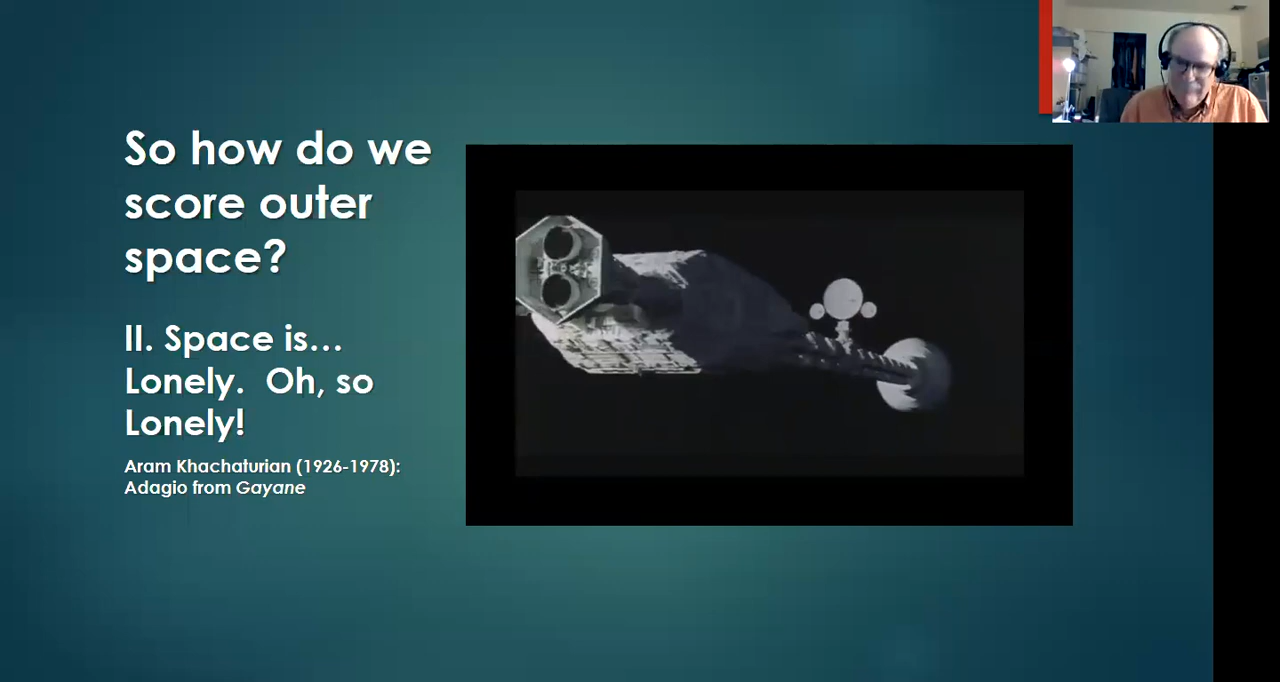 So how do we
score outer
space?
II. Space is...
Lonely.  Oh, so
Lonely!
Aram Khachaturian (1926-1978):
Adagio from Gayane